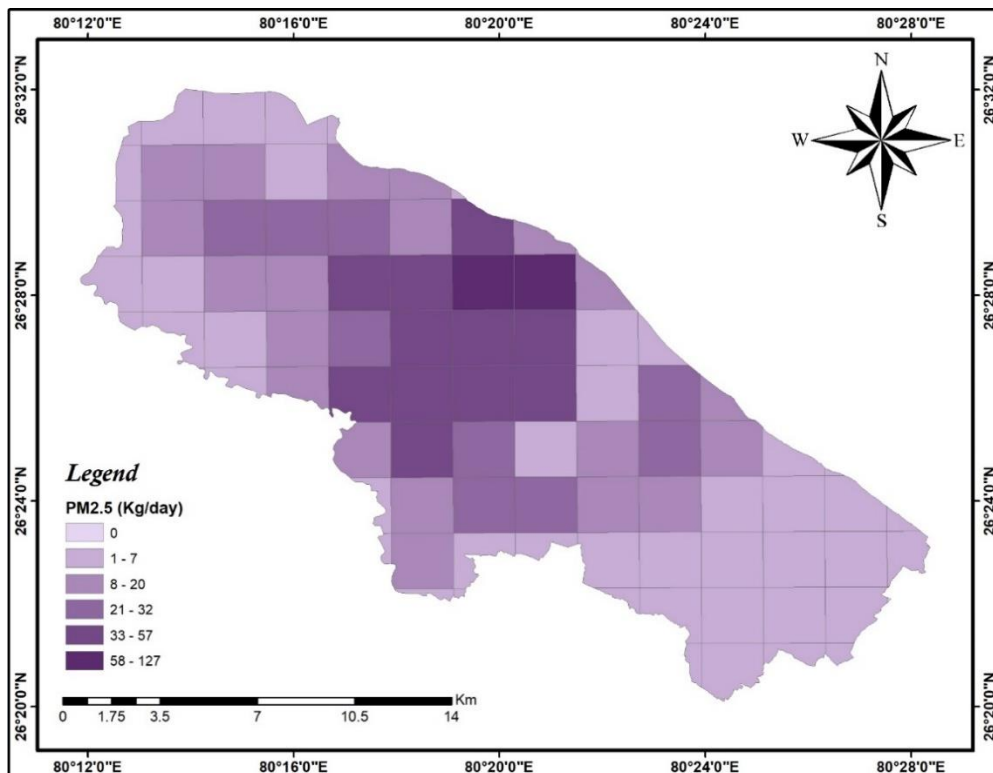 80°12'0"E 80°16'0"E 80°20'0"E 80°24'0"E 80°28'0"E
26°32'0"N 26°32'0"N
N
W E
S
26°28'0"N 26°28'0"N
26°24'0"N 26°24'0"N
Legend
PM2.5 (Kg/day)
0
1 - 7
8 - 20
21 - 32
33 - 57
58 - 127
Km
0 1.75 3.5 7 10.5 14
26°20'0"N 26°20'0"N
80°12'0"E 80°16'0"E 80°20'0"E 80°24'0"E 80°28'0"E